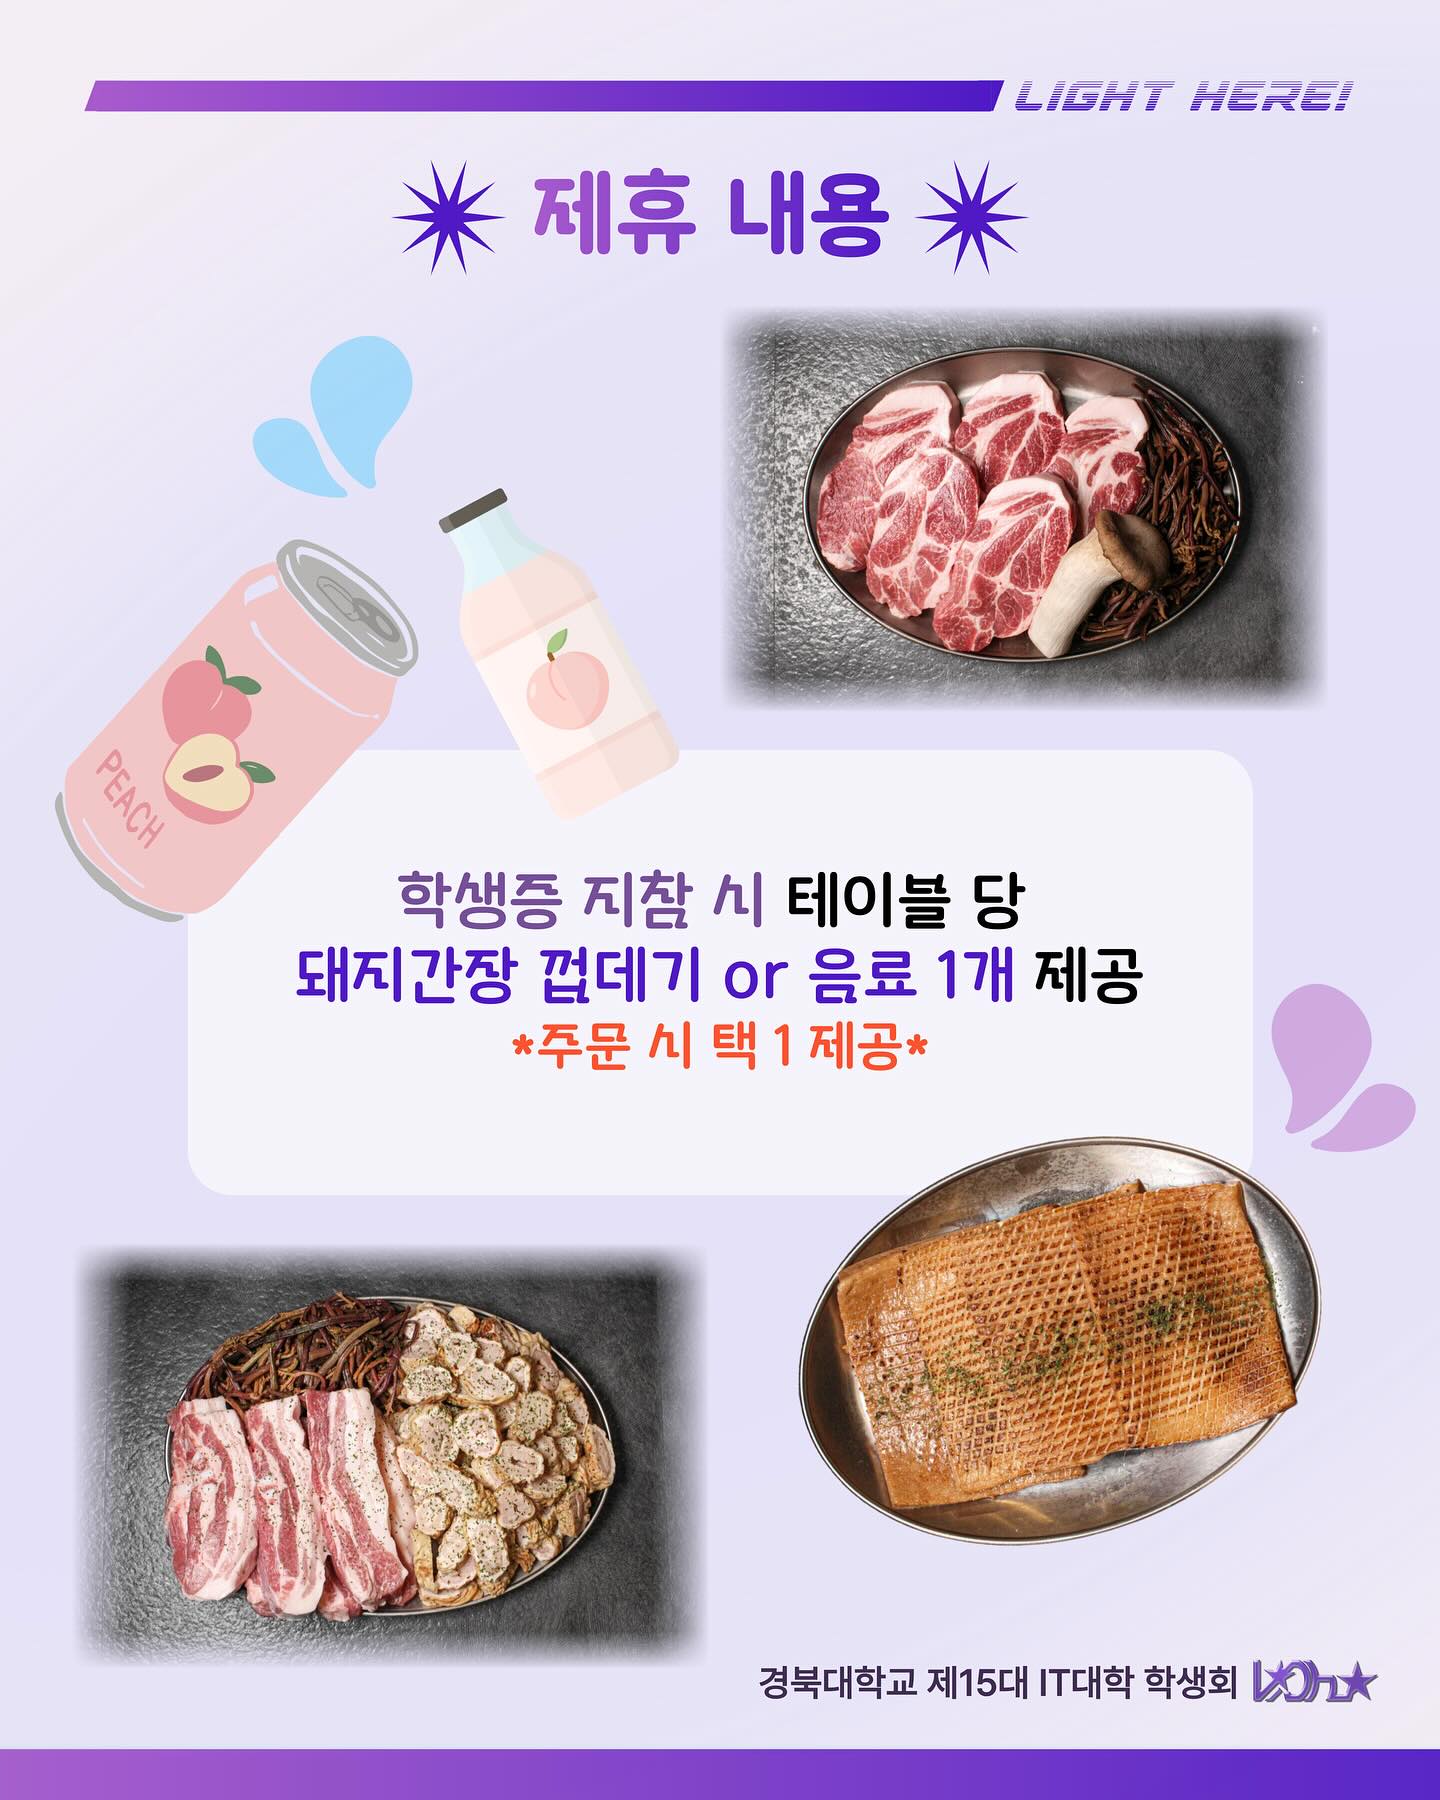 LIGHT HERE!
제휴 내용
PEACH
학생증 지참 시 테이블 당
돼지간장 껍데기 or 음료 1개 제공
*주문 시 택 1 제공*
경북대학교 제15대 IT대학 학생회